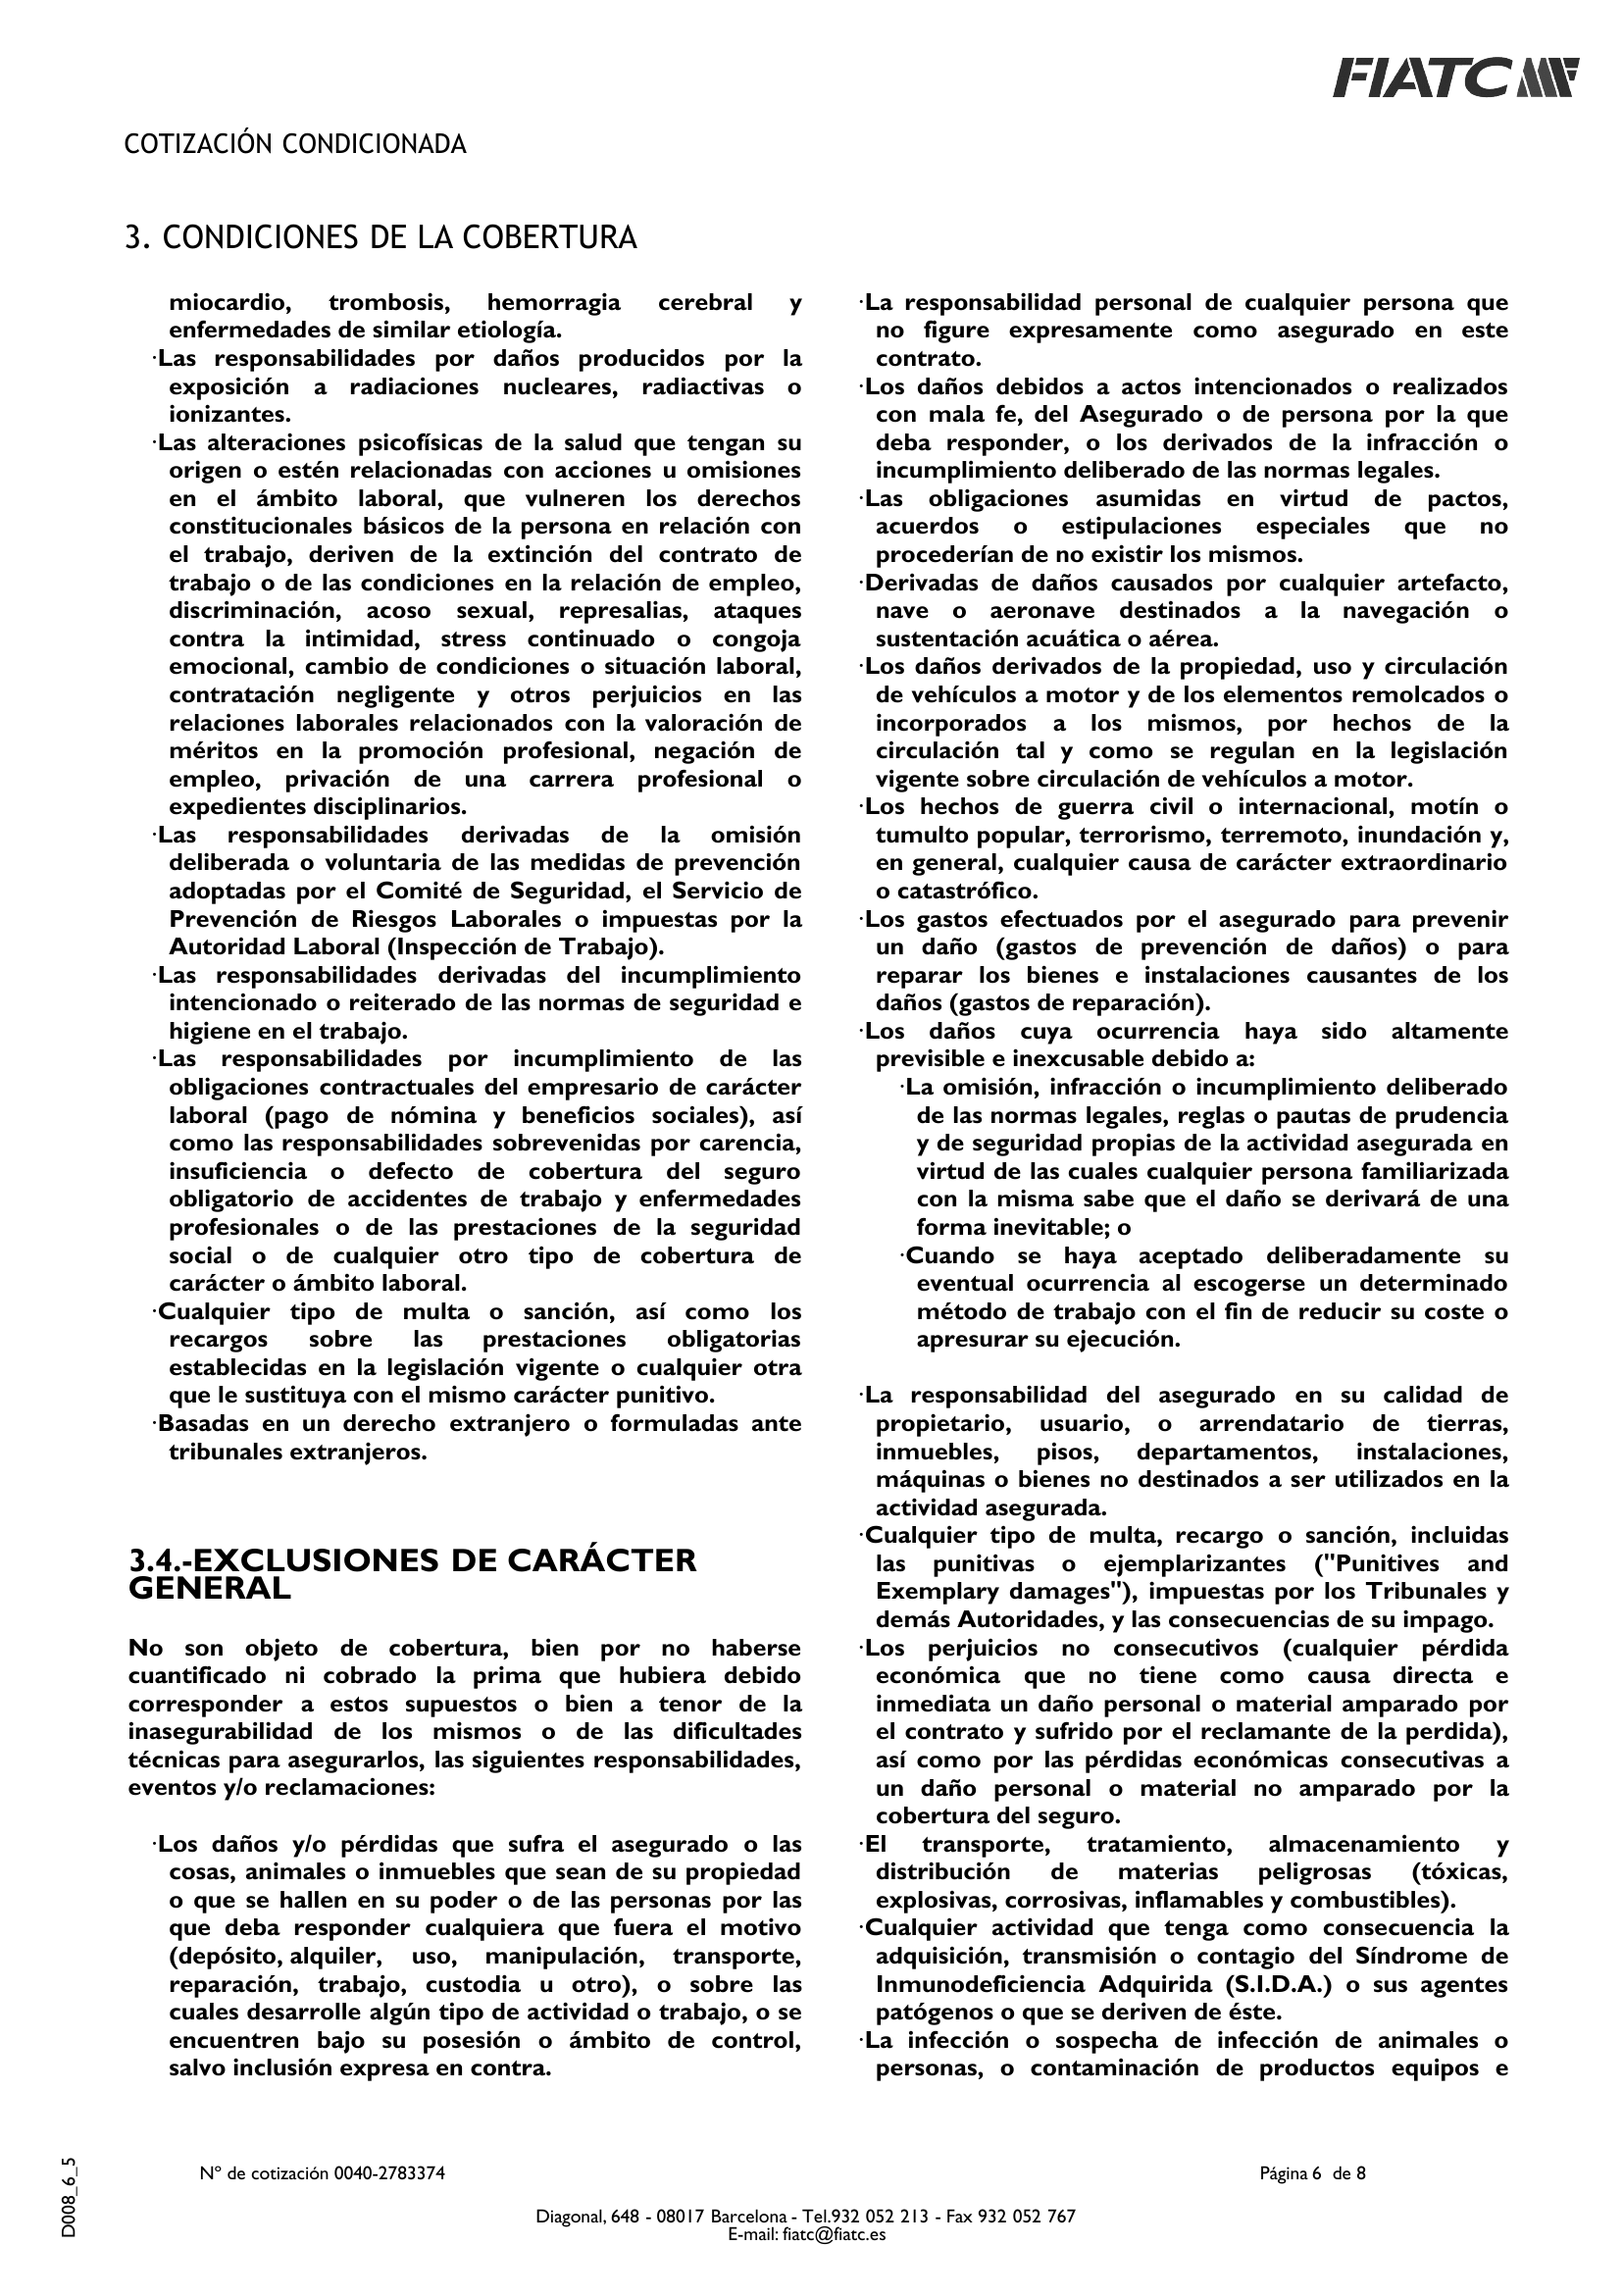 FIATC
COTIZACIÓN CONDICIONADA
3. CONDICIONES DE LA COBERTURA
miocardio, trombosis, hemorragia cerebral y
enfermedades de similar etiología.
·Las responsabilidades por daños producidos por la
exposición a radiaciones nucleares, radiactivas o
ionizantes.
·Las alteraciones psicofísicas de la salud que tengan su
origen o estén relacionadas con acciones u omisiones
en el ámbito laboral, que vulneren los derechos
constitucionales básicos de la persona en relación con
el trabajo, deriven de la extinción del contrato de
trabajo o de las condiciones en la relación de empleo,
discriminación, acoso sexual, represalias, ataques
contra la intimidad, stress continuado o congoja
emocional, cambio de condiciones o situación laboral,
contratación negligente y otros perjuicios en las
relaciones laborales relacionados con la valoración de
méritos en la promoción profesional, negación de
empleo, privación de una carrera profesional o
expedientes disciplinarios.
·Las responsabilidades derivadas de la omisión
deliberada o voluntaria de las medidas de prevención
adoptadas por el Comité de Seguridad, el Servicio de
Prevención de Riesgos Laborales o impuestas por la
Autoridad Laboral (Inspección de Trabajo).
·Las responsabilidades derivadas del incumplimiento
intencionado o reiterado de las normas de seguridad e
higiene en el trabajo.
·Las responsabilidades por incumplimiento de las
obligaciones contractuales del empresario de carácter
laboral (pago de nómina y beneficios sociales), así
como las responsabilidades sobrevenidas por carencia,
insuficiencia o defecto de cobertura del seguro
obligatorio de accidentes de trabajo y enfermedades
profesionales o de las prestaciones de la seguridad
social o de cualquier otro tipo de cobertura de
carácter o ámbito laboral.
·Cualquier tipo de multa o sanción, así como los
recargos sobre las prestaciones obligatorias
establecidas en la legislación vigente o cualquier otra
que le sustituya con el mismo carácter punitivo.
·Basadas en un derecho extranjero o formuladas ante
tribunales extranjeros.
3.4.-EXCLUSIONES DE CARÁCTER
GENERAL
No son objeto de cobertura, bien por no haberse
cuantificado ni cobrado la prima que hubiera debido
corresponder a estos supuestos o bien a tenor de la
inasegurabilidad de los mismos o de las dificultades
técnicas para asegurarlos, las siguientes responsabilidades,
eventos y/o reclamaciones:
·Los daños y/o pérdidas que sufra el asegurado o las
cosas, animales o inmuebles que sean de su propiedad
o que se hallen en su poder o de las personas por las
que deba responder cualquiera que fuera el motivo
(depósito, alquiler, uso, manipulación, transporte,
reparación, trabajo, custodia u otro), o sobre las
cuales desarrolle algún tipo de actividad o trabajo, o se
encuentren bajo su posesión o ámbito de control,
salvo inclusión expresa en contra.
·La responsabilidad personal de cualquier persona que
no figure expresamente como asegurado en este
contrato.
·Los daños debidos a actos intencionados o realizados
con mala fe, del Asegurado o de persona por la que
deba responder, o los derivados de la infracción o
incumplimiento deliberado de las normas legales.
·Las obligaciones asumidas en virtud de pactos,
acuerdos o estipulaciones especiales que no
procederían de no existir los mismos.
·Derivadas de daños causados por cualquier artefacto,
nave o aeronave destinados a la navegación o
sustentación acuática o aérea.
·Los daños derivados de la propiedad, uso y circulación
de vehículos a motor y de los elementos remolcados o
incorporados a los mismos, por hechos de la
circulación tal y como se regulan en la legislación
vigente sobre circulación de vehículos a motor.
·Los hechos de guerra civil o internacional, motín o
tumulto popular, terrorismo, terremoto, inundación y,
en general, cualquier causa de carácter extraordinario
o catastrófico.
·Los gastos efectuados por el asegurado para prevenir
un daño (gastos de prevención de daños) o para
reparar los bienes e instalaciones causantes de los
daños (gastos de reparación).
·Los daños cuya ocurrencia haya sido altamente
previsible e inexcusable debido a:
·La omisión, infracción o incumplimiento deliberado
de las normas legales, reglas o pautas de prudencia
y de seguridad propias de la actividad asegurada en
virtud de las cuales cualquier persona familiarizada
con la misma sabe que el daño se derivará de una
forma inevitable; o
·Cuando se haya aceptado deliberadamente su
eventual ocurrencia al escogerse un determinado
método de trabajo con el fin de reducir su coste o
apresurar su ejecución.
·La responsabilidad del asegurado en su calidad de
propietario, usuario, o arrendatario de tierras,
inmuebles, pisos, departamentos, instalaciones,
máquinas o bienes no destinados a ser utilizados en la
actividad asegurada.
·Cualquier tipo de multa, recargo o sanción, incluidas
las punitivas o ejemplarizantes ("Punitives and
Exemplary damages"), impuestas por los Tribunales y
demás Autoridades, y las consecuencias de su impago.
·Los perjuicios no consecutivos (cualquier pérdida
económica que no tiene como causa directa e
inmediata un daño personal o material amparado por
el contrato y sufrido por el reclamante de la perdida),
así como por las pérdidas económicas consecutivas a
un daño personal o material no amparado por la
cobertura del seguro.
·El transporte, tratamiento, almacenamiento y
distribución de materias peligrosas (tóxicas,
explosivas, corrosivas, inflamables y combustibles).
·Cualquier actividad que tenga como consecuencia la
adquisición, transmisión o contagio del Síndrome de
Inmunodeficiencia Adquirida (S.I.D.A.) o sus agentes
patógenos o que se deriven de éste.
·La infección o sospecha de infección de animales o
personas, o contaminación de productos equipos e
D008_6_5
Nº de cotización 0040-2783374
Página 6 de 8
Diagonal, 648 - 08017 Barcelona - Tel.932 052 213 - Fax 932 052 767
E-mail: fiatc@fiatc.es